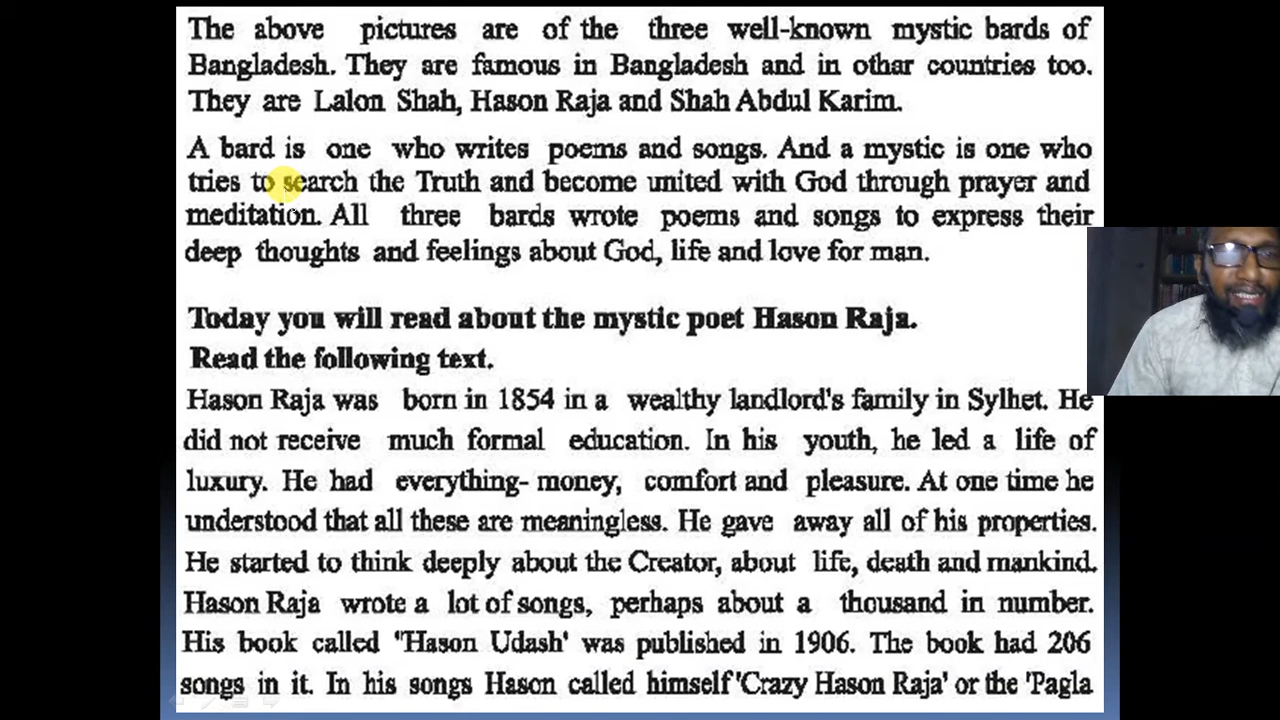 The above pictures are of the three well-known mystic bards of
Bangladesh. They are famous in Bangladesh and in othar countries too.
They are Lalon Shah, Hason Raja and Shah Abdul Karim.
A bard is one who writes poems and songs. And a mystic is one who
tries to search the Truth and become united with God through prayer and
meditation. All three bards wrote poems and songs to express their
deep thoughts and feelings about God, life and love for man.
Today you will read about the mystic poet Hason Raja.
Read the following text.
Hason Raja was born in 1854 in a wealthy landlord's family in Sylhet. He
did not receive much formal education. In his youth, he led a life of
luxury. He had everything- money, comfort and pleasure. At one time he
understood that all these are meaningless. He gave away all of his properties.
He started to think deeply about the Creator, about life, death and mankind.
Hason Raja wrote a lot of songs, perhaps about a thousand in number.
His book called "Hason Udash' was published in 1906. The book had 206
songs in it. In his songs Hason called himself 'Crazy Hason Raja' or the 'Pagla